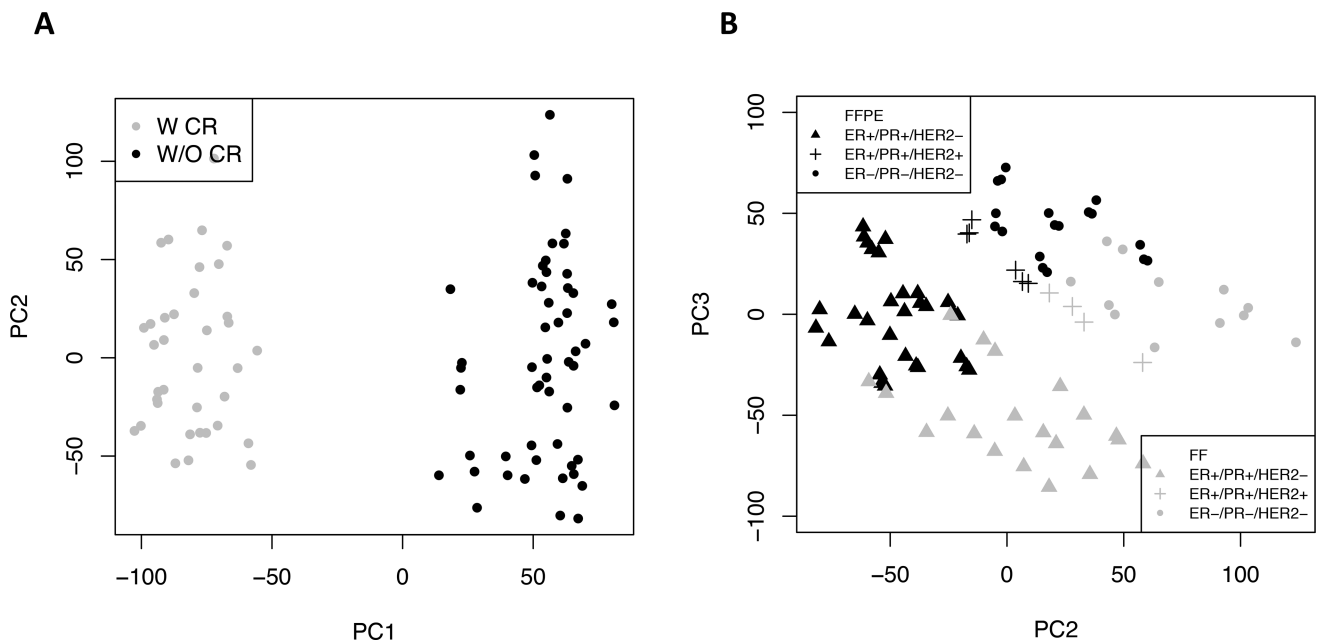 A
W CR
W/O CR
100
50
0
−50
PC2
−100
−50
0
50
PC1
B
FFPE
ER+/PR+/HER2−
ER+/PR+/HER2+
ER−/PR−/HER2−
100
50
0
−50
−100
PC3
FF
ER+/PR+/HER2−
ER+/PR+/HER2+
ER−/PR−/HER2−
−50
0
50
100
PC2